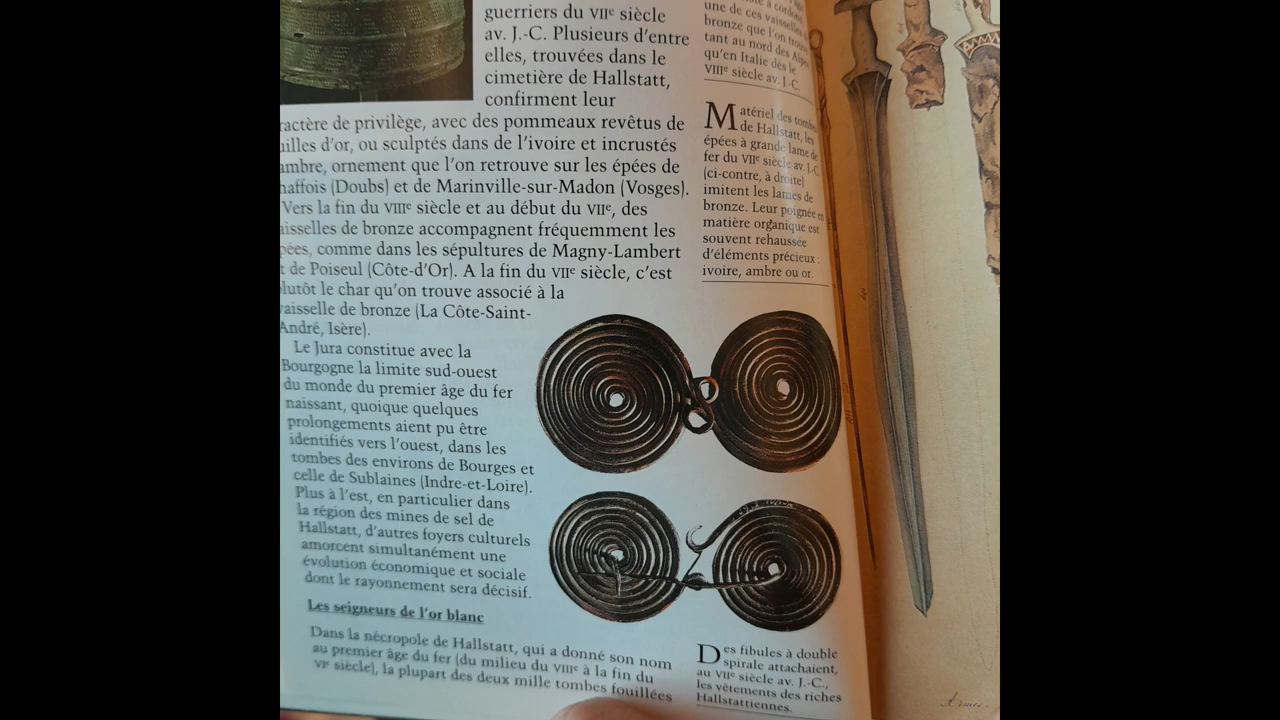 guerriers du VIIᵉ siècle
av. J.-C. Plusieurs d'entre
elles, trouvées dans le
cimetière de Hallstatt,
confirment leur
ractère de privilège, avec des pommeaux revêtus de
uilles d'or, ou sculptés dans de l'ivoire et incrustés
ambre, ornement que l'on retrouve sur les épées de
haffois (Doubs) et de Marinville-sur-Madon (Vosges).
Vers la fin du VIIIᵉ siècle et au début du VIIᵉ, des
aisselles de bronze accompagnent fréquemment les
pées, comme dans les sépultures de Magny-Lambert
t de Poiseul (Côte-d'Or). A la fin du VIIᵉ siècle, c'est
lutôt le char qu'on trouve associé à la
vaisselle de bronze (La Côte-Saint-
André, Isère).
Le Jura constitue avec la
Bourgogne la limite sud-ouest
du monde du premier âge du fer
naissant, quoique quelques
prolongements aient pu être
identifiés vers l'ouest, dans les
tombes des environs de Bourges et
celle de Sublaines (Indre-et-Loire).
Plus à l'est, en particulier dans
la région des mines de sel de
Hallstatt, d'autres foyers culturels
amorcent simultanément une
évolution économique et sociale
dont le rayonnement sera décisif.
Les seigneurs de l'or blanc
Dans la nécropole de Hallstatt, qui a donné son nom
au premier âge du fer (du milieu du VIIIᵉ à la fin du
VIᵉ siècle), la plupart des deux mille tombes fouillées
à cordons
une de ces vaisselles
bronze que l'on trouve
tant au nord des Alpes
qu'en Italie dès le
VIIIᵉ siècle av. J.-C.
Matériel des tombes
de Hallstatt, les
épées à grande lame de
fer du VIIᵉ siècle av. J.-C.
(ci-contre, à droite)
imitent les lames de
bronze. Leur poignée en
matière organique est
souvent rehaussée
d'éléments précieux :
ivoire, ambre ou or.
Des fibules à double
spirale attachaient,
au VIIᵉ siècle av. J.-C.,
les vêtements des riches
Hallstattiennes.